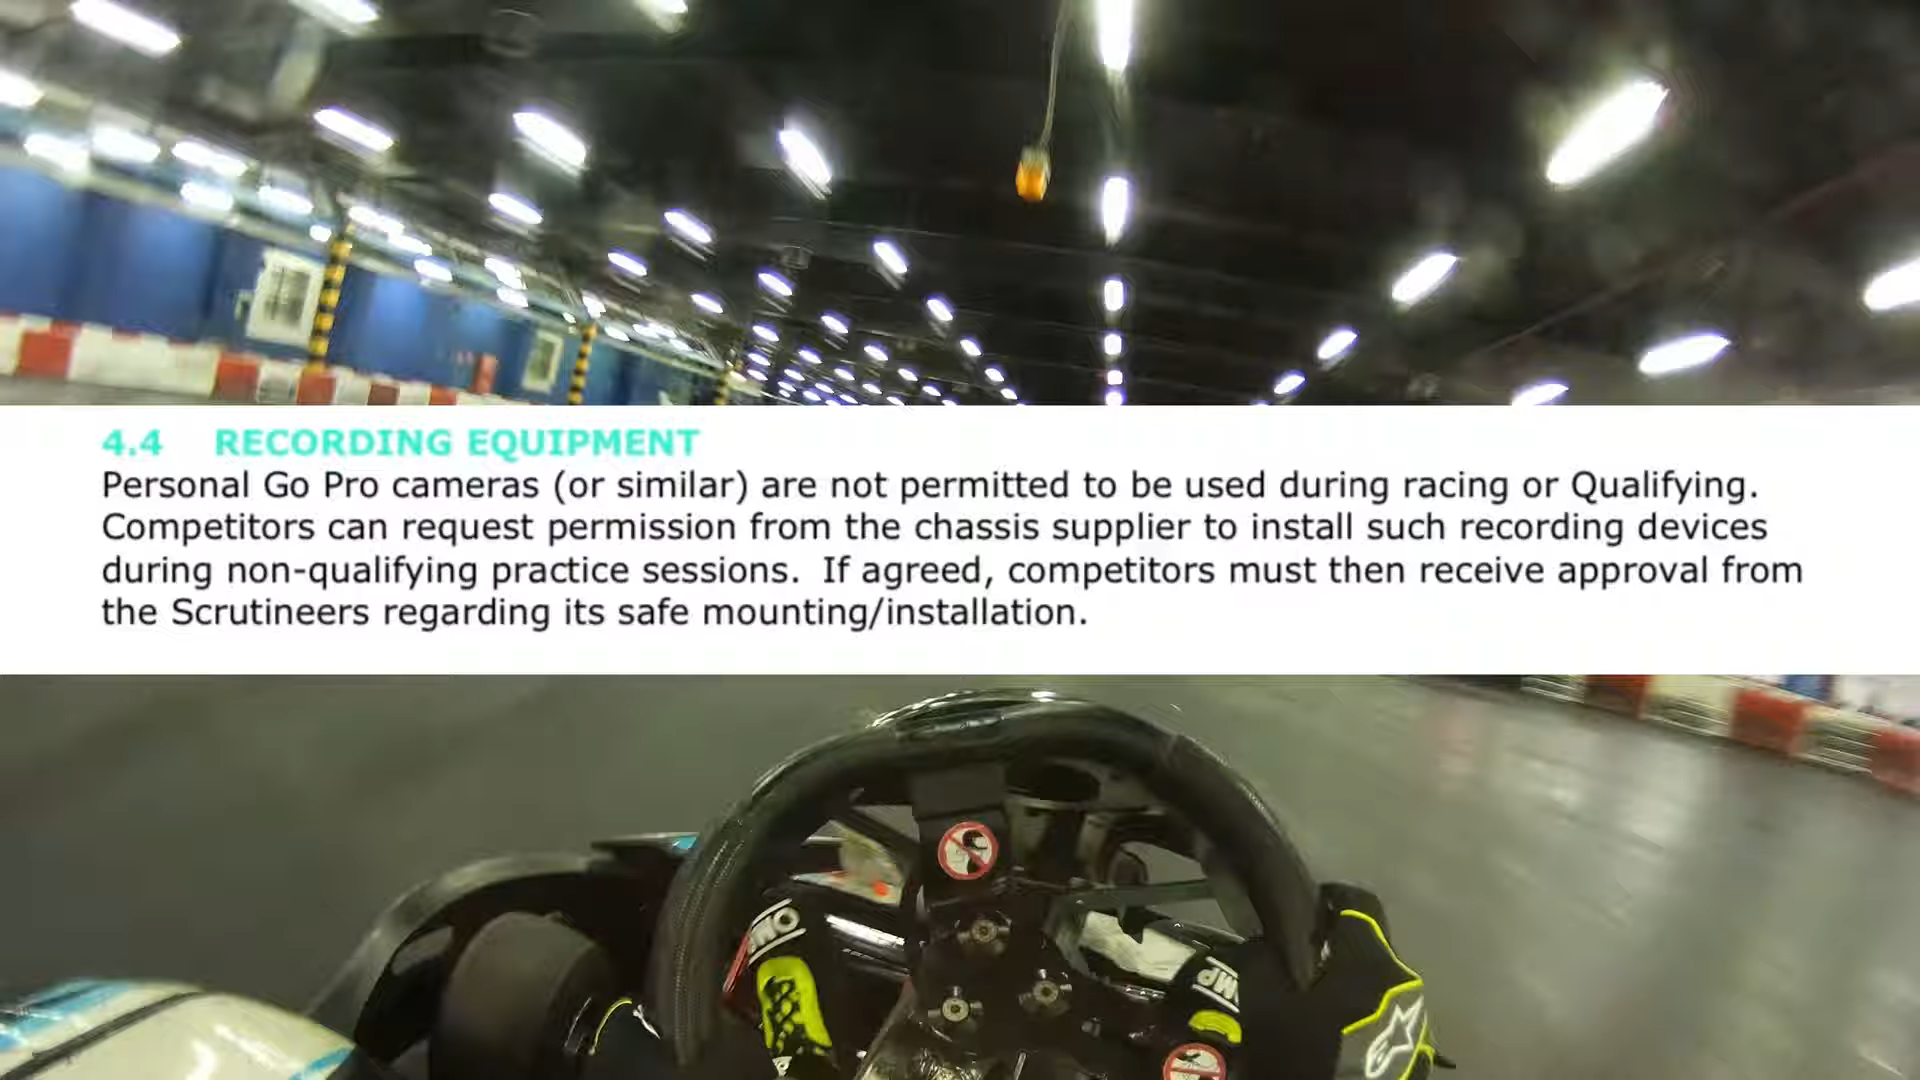 4.4 RECORDING EQUIPMENT
Personal Go Pro cameras (or similar) are not permitted to be used during racing or Qualifying.
Competitors can request permission from the chassis supplier to install such recording devices
during non-qualifying practice sessions.  If agreed, competitors must then receive approval from
the Scrutineers regarding its safe mounting/installation.
OMP
OMP